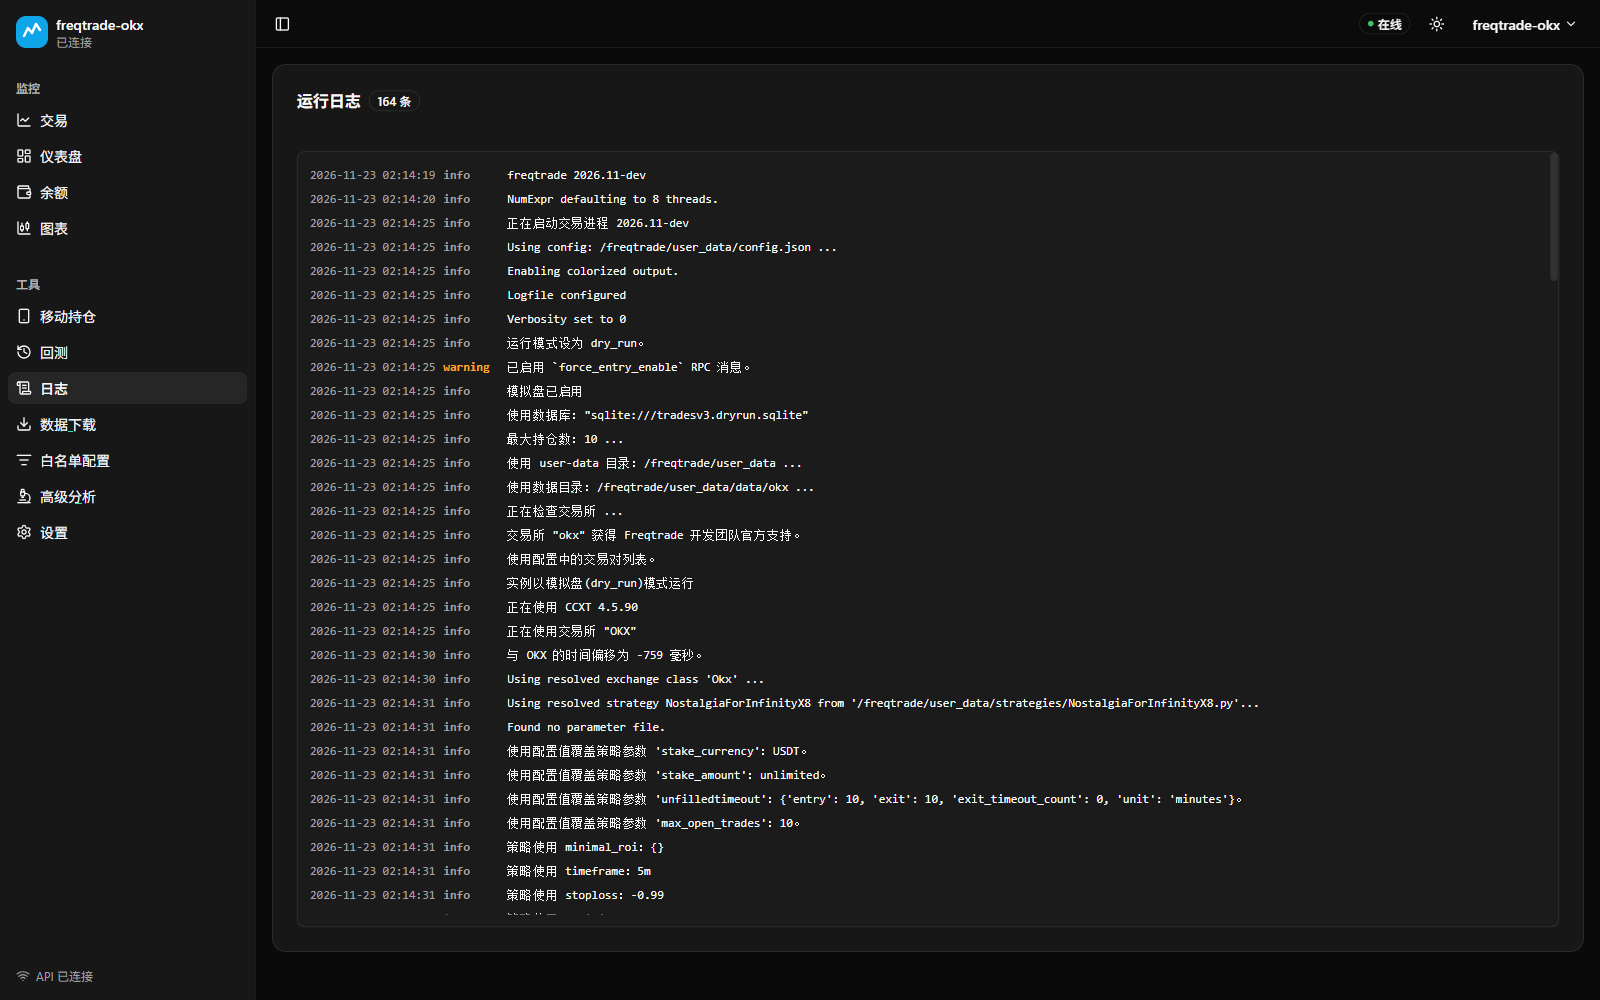 freqtrade-okx
已连接
监控
交易
仪表盘
余额
图表
工具
移动持仓
回测
日志
数据下载
白名单配置
高级分析
设置
API 已连接
在线
freqtrade-okx
运行日志 164 条
2026-11-23 02:14:19 info freqtrade 2026.11-dev
2026-11-23 02:14:20 info NumExpr defaulting to 8 threads.
2026-11-23 02:14:25 info 正在启动交易进程 2026.11-dev
2026-11-23 02:14:25 info Using config: /freqtrade/user_data/config.json ...
2026-11-23 02:14:25 info Enabling colorized output.
2026-11-23 02:14:25 info Logfile configured
2026-11-23 02:14:25 info Verbosity set to 0
2026-11-23 02:14:25 info 运行模式设为 dry_run。
2026-11-23 02:14:25 warning 已启用 `force_entry_enable` RPC 消息。
2026-11-23 02:14:25 info 模拟盘已启用
2026-11-23 02:14:25 info 使用数据库: "sqlite:///tradesv3.dryrun.sqlite"
2026-11-23 02:14:25 info 最大持仓数: 10 ...
2026-11-23 02:14:25 info 使用 user-data 目录: /freqtrade/user_data ...
2026-11-23 02:14:25 info 使用数据目录: /freqtrade/user_data/data/okx ...
2026-11-23 02:14:25 info 正在检查交易所 ...
2026-11-23 02:14:25 info 交易所 "okx" 获得 Freqtrade 开发团队官方支持。
2026-11-23 02:14:25 info 使用配置中的交易对列表。
2026-11-23 02:14:25 info 实例以模拟盘(dry_run)模式运行
2026-11-23 02:14:25 info 正在使用 CCXT 4.5.90
2026-11-23 02:14:25 info 正在使用交易所 "OKX"
2026-11-23 02:14:30 info 与 OKX 的时间偏移为 -759 毫秒。
2026-11-23 02:14:30 info Using resolved exchange class 'Okx' ...
2026-11-23 02:14:31 info Using resolved strategy NostalgiaForInfinityX8 from '/freqtrade/user_data/strategies/NostalgiaForInfinityX8.py'...
2026-11-23 02:14:31 info Found no parameter file.
2026-11-23 02:14:31 info 使用配置值覆盖策略参数 'stake_currency': USDT。
2026-11-23 02:14:31 info 使用配置值覆盖策略参数 'stake_amount': unlimited。
2026-11-23 02:14:31 info 使用配置值覆盖策略参数 'unfilledtimeout': {'entry': 10, 'exit': 10, 'exit_timeout_count': 0, 'unit': 'minutes'}。
2026-11-23 02:14:31 info 使用配置值覆盖策略参数 'max_open_trades': 10。
2026-11-23 02:14:31 info 策略使用 minimal_roi: {}
2026-11-23 02:14:31 info 策略使用 timeframe: 5m
2026-11-23 02:14:31 info 策略使用 stoploss: -0.99